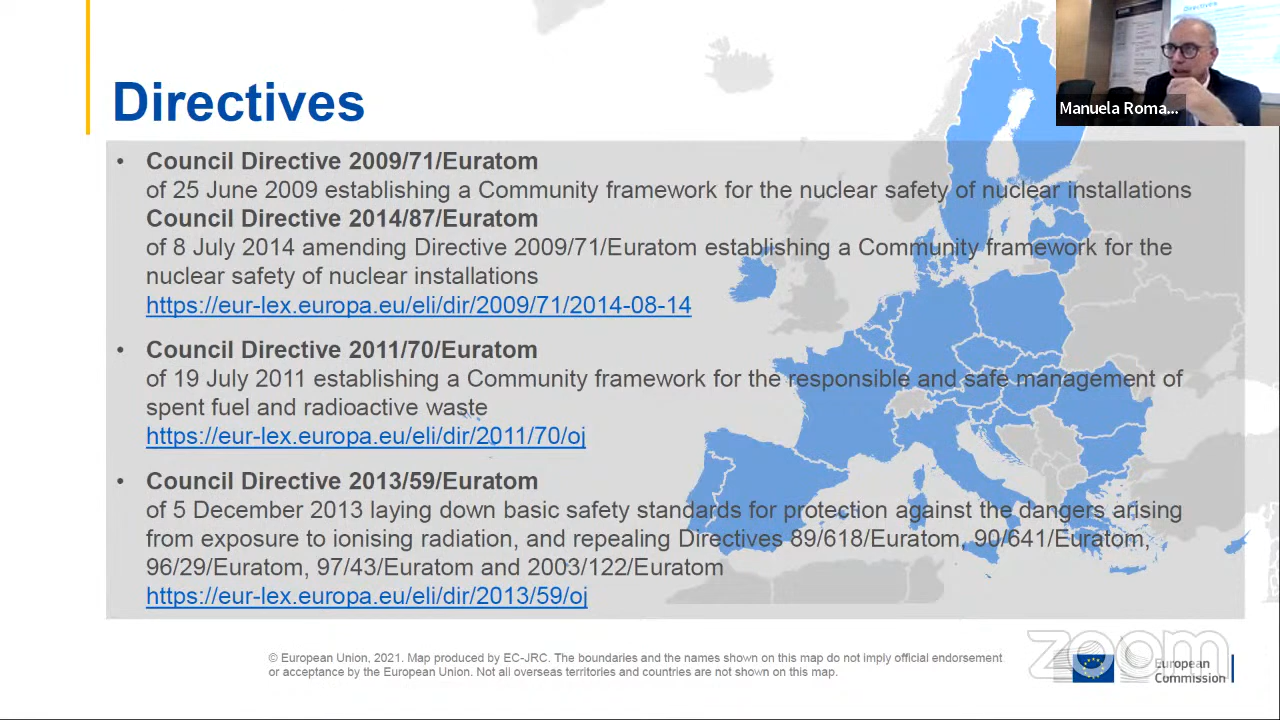 Manuela Roma...
Directives
• Council Directive 2009/71/Euratom
of 25 June 2009 establishing a Community framework for the nuclear safety of nuclear installations
Council Directive 2014/87/Euratom
of 8 July 2014 amending Directive 2009/71/Euratom establishing a Community framework for the
nuclear safety of nuclear installations
https://eur-lex.europa.eu/eli/dir/2009/71/2014-08-14
• Council Directive 2011/70/Euratom
of 19 July 2011 establishing a Community framework for the responsible and safe management of
spent fuel and radioactive waste
https://eur-lex.europa.eu/eli/dir/2011/70/oj
• Council Directive 2013/59/Euratom
of 5 December 2013 laying down basic safety standards for protection against the dangers arising
from exposure to ionising radiation, and repealing Directives 89/618/Euratom, 90/641/Euratom,
96/29/Euratom, 97/43/Euratom and 2003/122/Euratom
https://eur-lex.europa.eu/eli/dir/2013/59/oj
© European Union, 2021. Map produced by EC-JRC. The boundaries and the names shown on this map do not imply official endorsement
or acceptance by the European Union. Not all overseas territories and countries are not shown on this map.
zoom
European
Commission